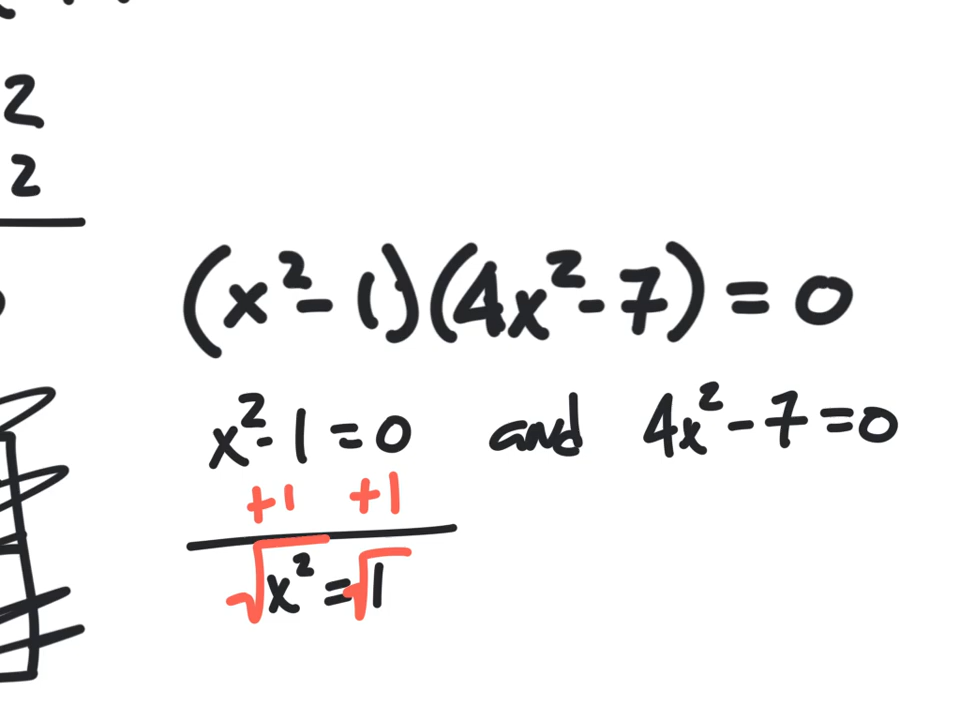 2
2
(x²-1)(4x²-7)=0
x²-1=0 and 4x²-7=0
+1 +1
√x²=√1